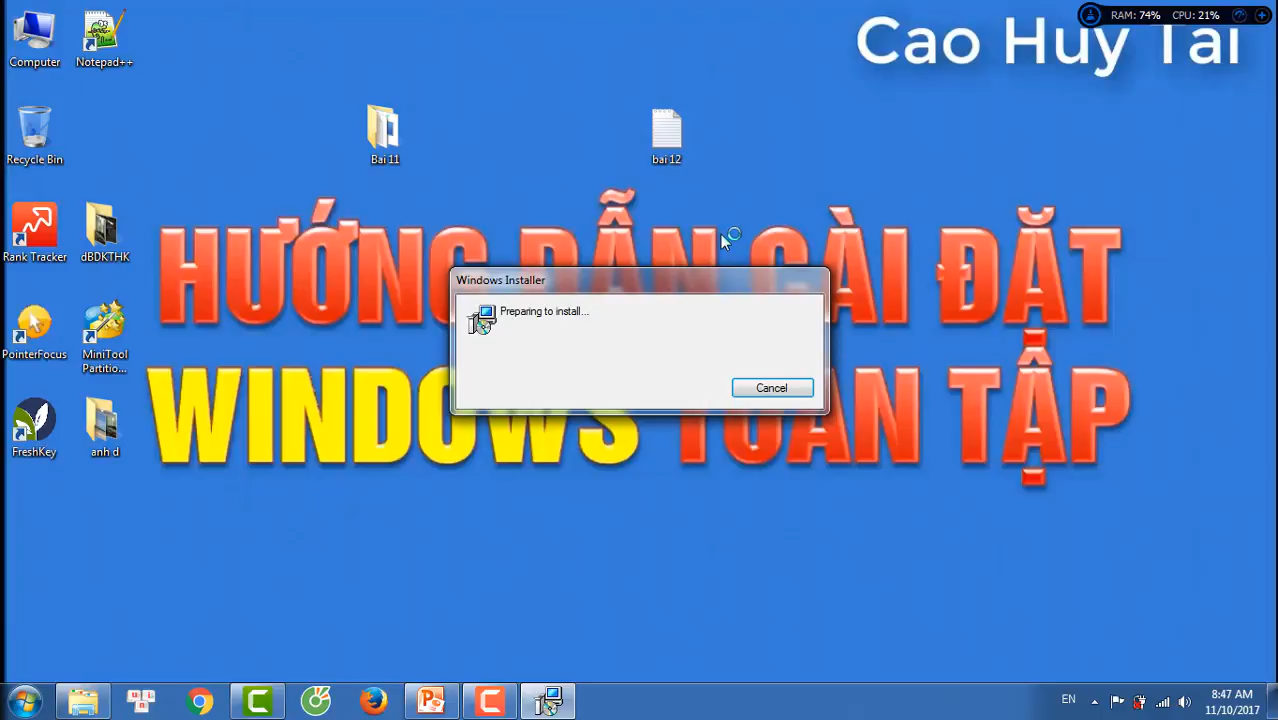 RAM: 74% CPU: 21%
Cao Huy Tai
Computer
Notepad++
Recycle Bin
Bai 11
bai 12
Rank Tracker
dBDKTHK
HƯỚNG DẪN CÀI ĐẶT
Windows Installer
Preparing to install...
Cancel
PointerFocus
MiniTool
Partitio...
WINDOWS TOÀN TẬP
FreshKey
anh d
EN
8:47 AM
11/10/2017